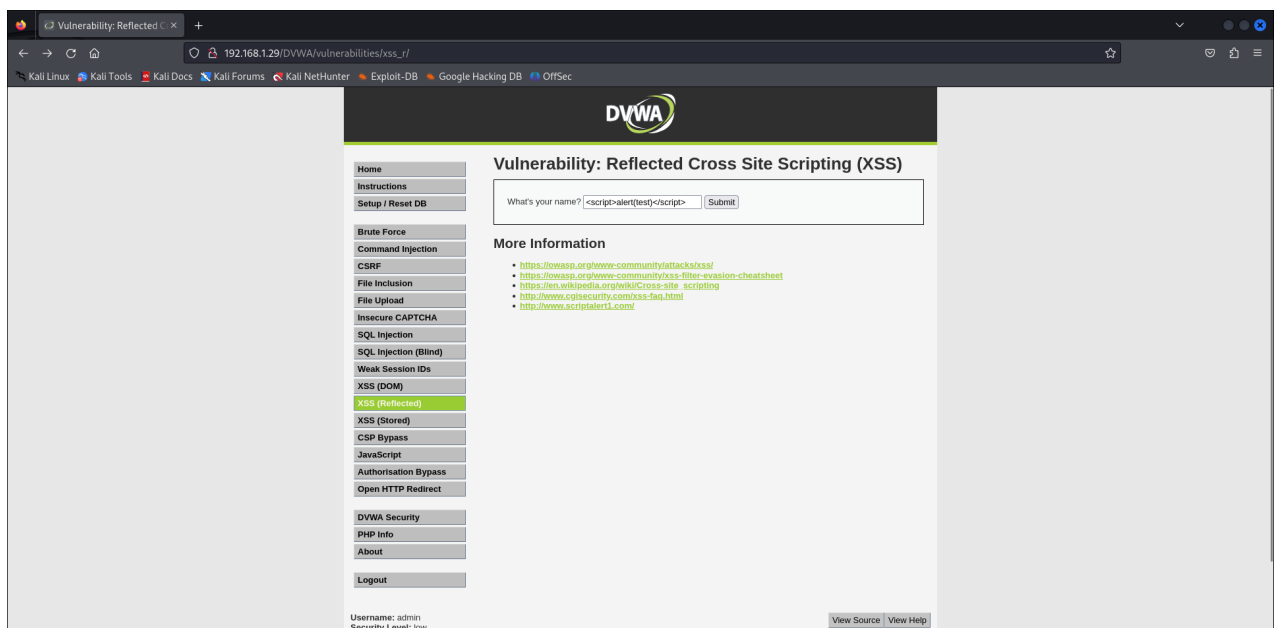 Vulnerability: Reflected C
192.168.1.29/DVWA/vulnerabilities/xss_r/
Kali Linux Kali Tools Kali Docs Kali Forums Kali NetHunter Exploit-DB Google Hacking DB OffSec
DVWA
Home
Instructions
Setup / Reset DB
Brute Force
Command Injection
CSRF
File Inclusion
File Upload
Insecure CAPTCHA
SQL Injection
SQL Injection (Blind)
Weak Session IDs
XSS (DOM)
XSS (Reflected)
XSS (Stored)
CSP Bypass
JavaScript
Authorisation Bypass
Open HTTP Redirect
DVWA Security
PHP Info
About
Logout
Vulnerability: Reflected Cross Site Scripting (XSS)
What's your name? <script>alert(test)</script> Submit
More Information
https://owasp.org/www-community/attacks/xss/
https://owasp.org/www-community/xss-filter-evasion-cheatsheet
https://en.wikipedia.org/wiki/Cross-site_scripting
http://www.cgisecurity.com/xss-faq.html
http://www.scriptalert1.com/
Username: admin
Security Level: low
View Source View Help